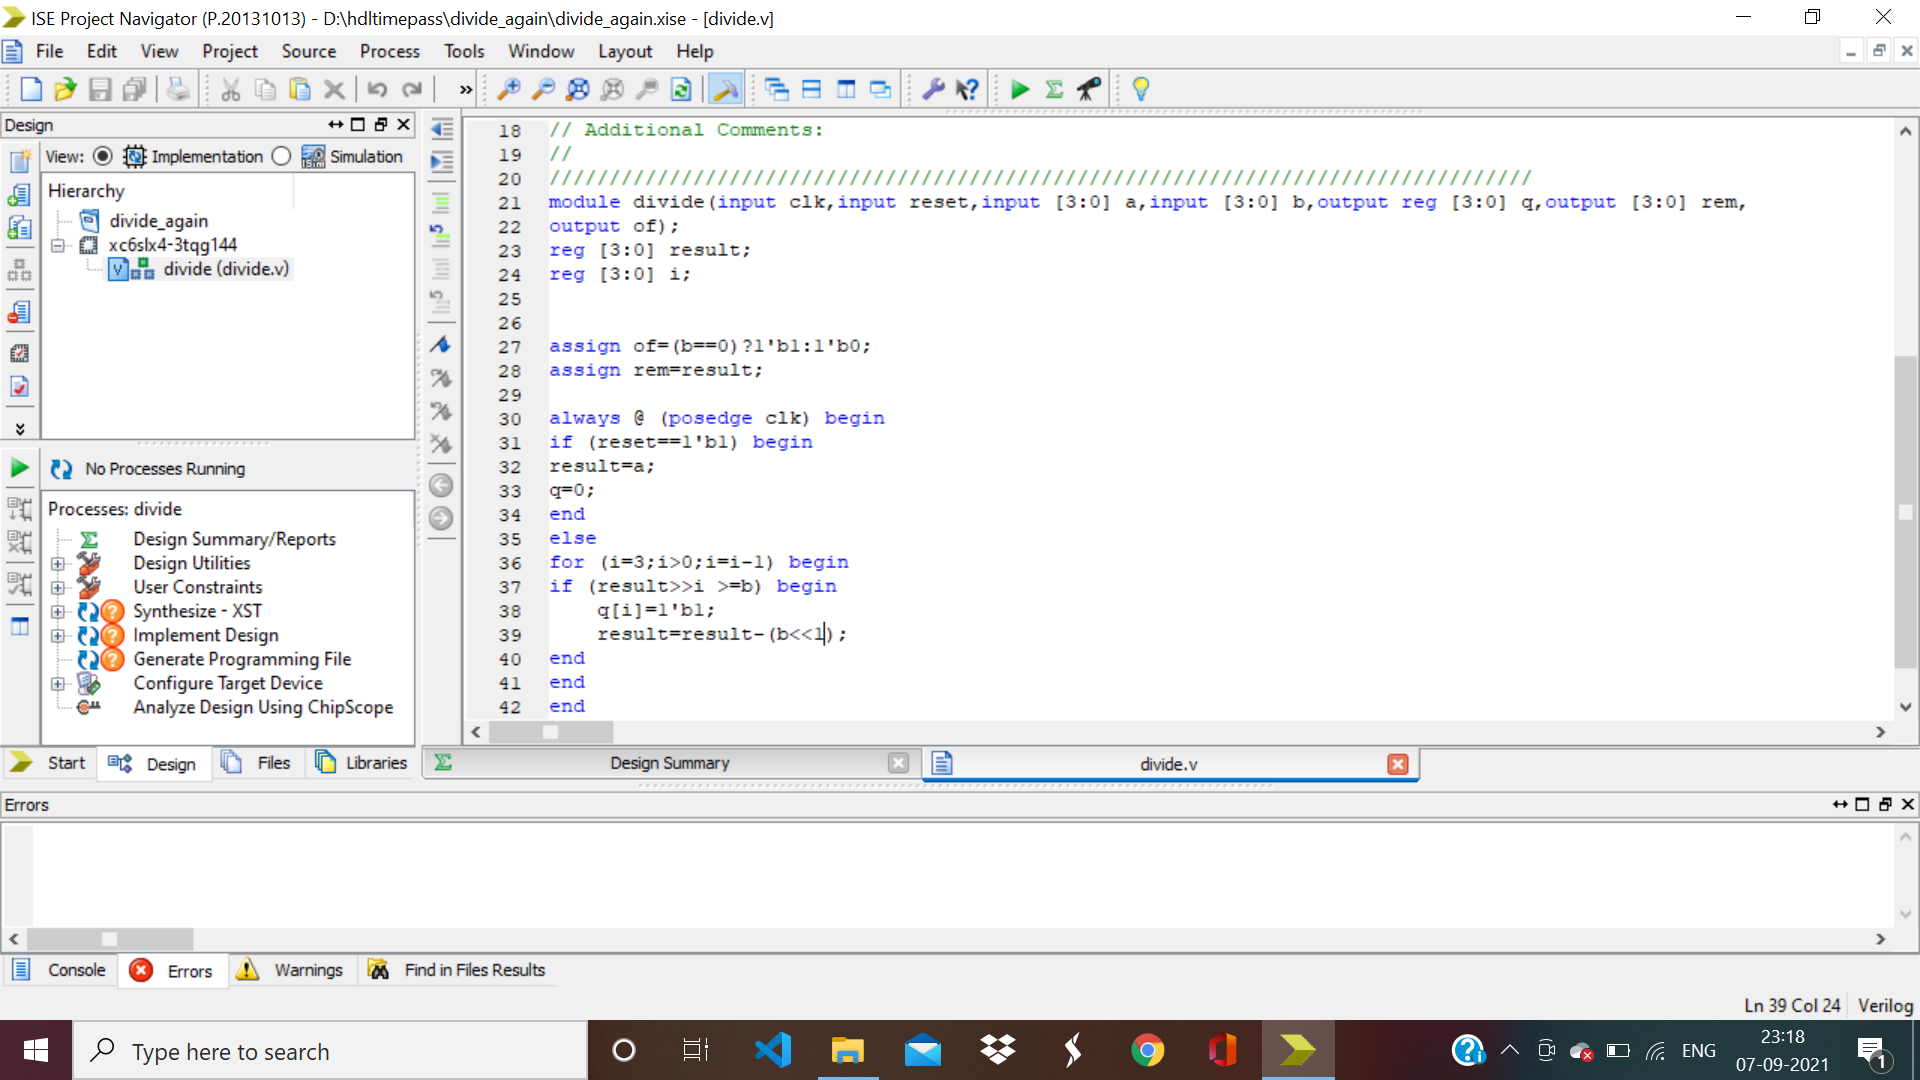 ISE Project Navigator (P.20131013) - D:\hdltimepass\divide_again\divide_again.xise - [divide.v]
File Edit View Project Source Process Tools Window Layout Help
Design
View: Implementation Simulation
Hierarchy
divide_again
xc6slx4-3tqg144
divide (divide.v)
No Processes Running
Processes: divide
Design Summary/Reports
Design Utilities
User Constraints
Synthesize - XST
Implement Design
Generate Programming File
Configure Target Device
Analyze Design Using ChipScope
Start Design Files Libraries
18 // Additional Comments:
19 //
20 //////////////////////////////////////////////////////////////////////////////////
21 module divide(input clk,input reset,input [3:0] a,input [3:0] b,output reg [3:0] q,output [3:0] rem,
22 output of);
23 reg [3:0] result;
24 reg [3:0] i;
25
26
27 assign of=(b==0)?1'b1:1'b0;
28 assign rem=result;
29
30 always @ (posedge clk) begin
31 if (reset==1'b1) begin
32 result=a;
33 q=0;
34 end
35 else
36 for (i=3;i>0;i=i-1) begin
37 if (result>>i >=b) begin
38 q[i]=1'b1;
39 result=result-(b<<1);
40 end
41 end
42 end
Design Summary divide.v
Errors
Console Errors Warnings Find in Files Results
Ln 39 Col 24 Verilog
Type here to search
ENG
23:18
07-09-2021
1